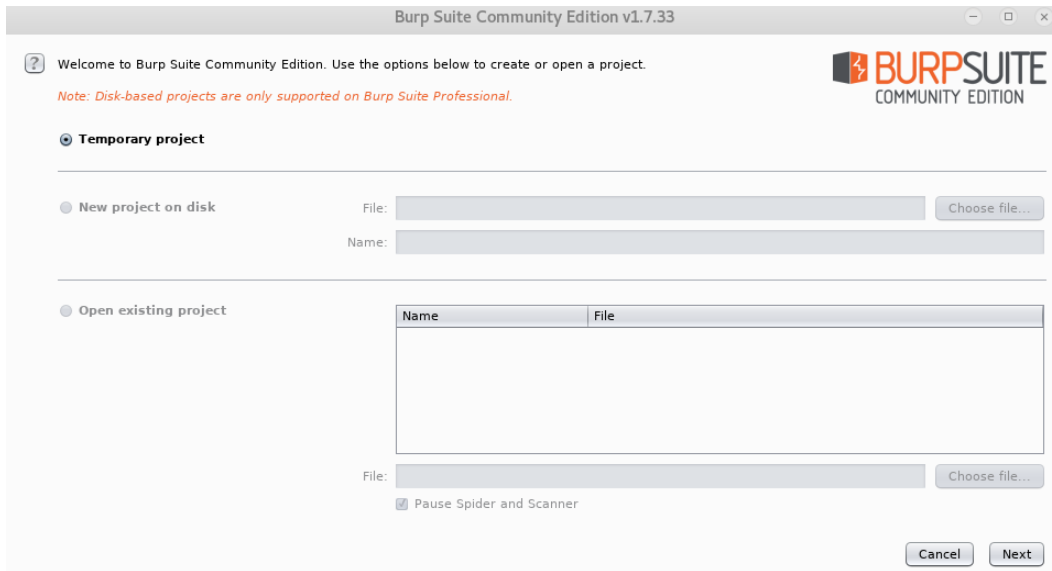 Burp Suite Community Edition v1.7.33
? Welcome to Burp Suite Community Edition. Use the options below to create or open a project.
Note: Disk-based projects are only supported on Burp Suite Professional.
BURPSUITE
COMMUNITY EDITION
Temporary project
New project on disk File: Choose file...
Name:
Open existing project
Name File
File: Choose file...
Pause Spider and Scanner
Cancel Next